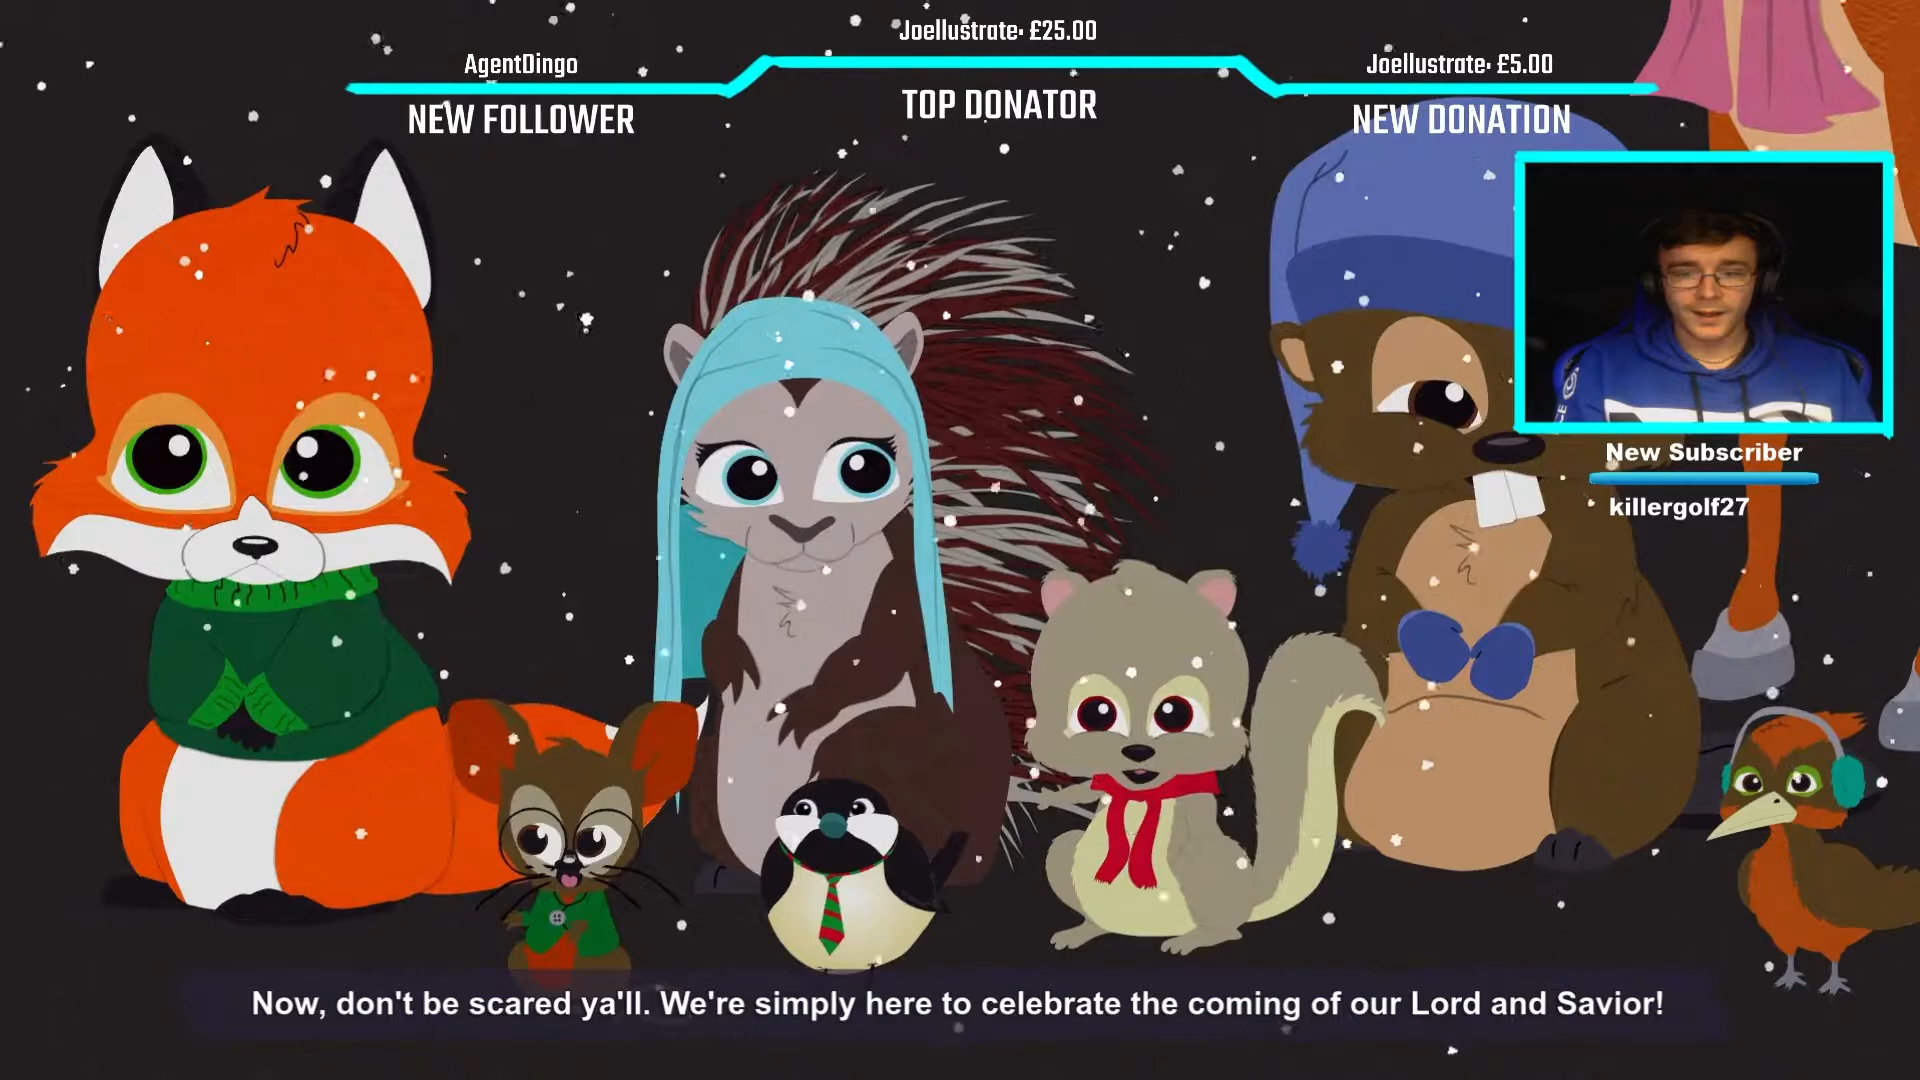 Joellustrate: £25.00
AgentDingo
Joellustrate: £5.00
NEW FOLLOWER
TOP DONATOR
NEW DONATION
New Subscriber
killergolf27
Now, don't be scared ya'll. We're simply here to celebrate the coming of our Lord and Savior!